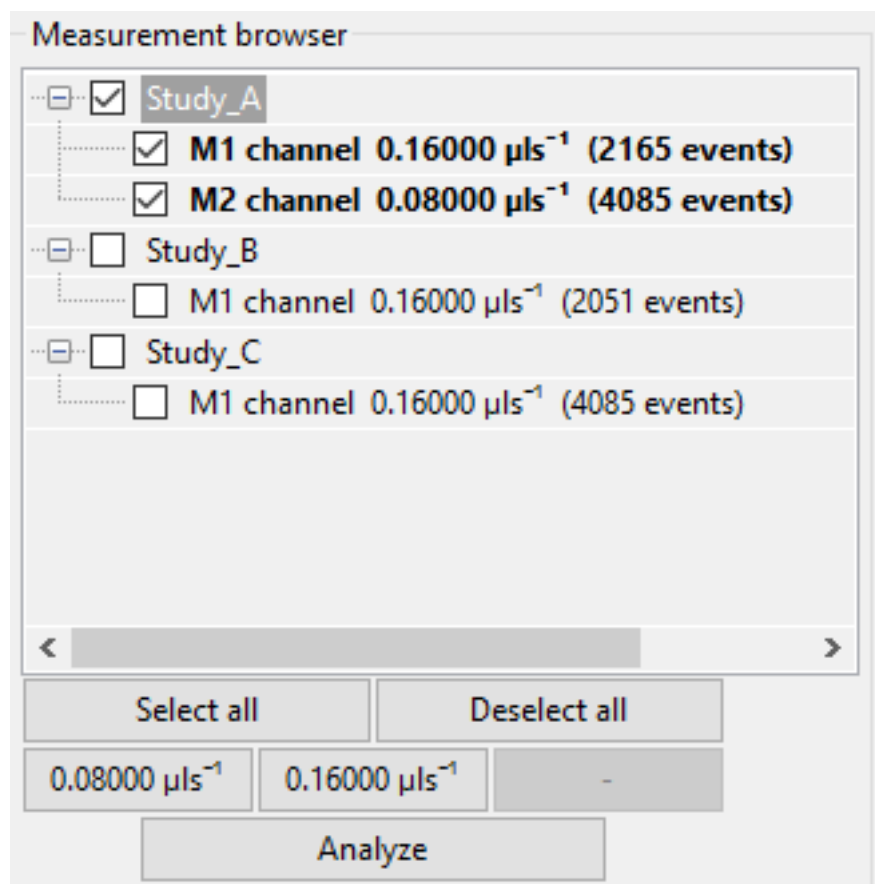 Measurement browser
Study_A
M1 channel 0.16000 µls⁻¹ (2165 events)
M2 channel 0.08000 µls⁻¹ (4085 events)
Study_B
M1 channel 0.16000 µls⁻¹ (2051 events)
Study_C
M1 channel 0.16000 µls⁻¹ (4085 events)
Select all Deselect all
0.08000 µls⁻¹ 0.16000 µls⁻¹ -
Analyze